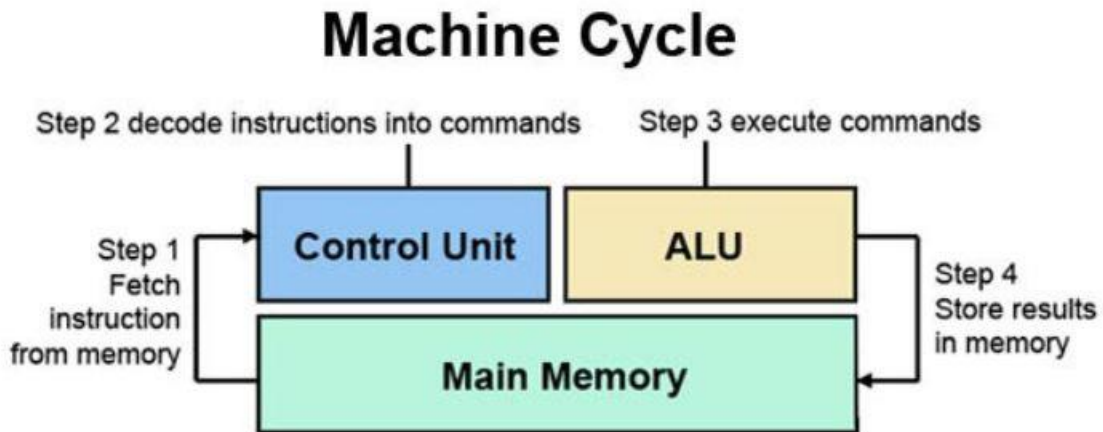 Machine Cycle
Step 2 decode instructions into commands
Step 3 execute commands
Step 1
Fetch
instruction
from memory
Control Unit
ALU
Step 4
Store results
in memory
Main Memory